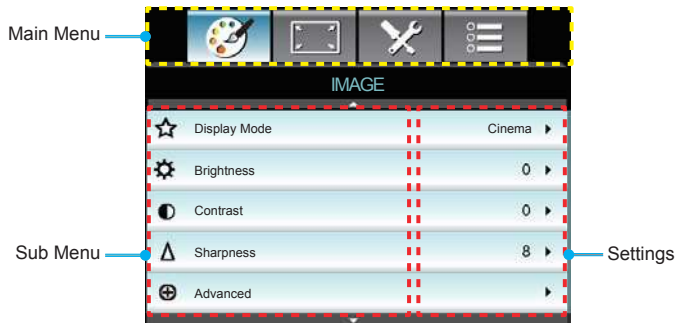 Main Menu
IMAGE
Display Mode Cinema
Brightness 0
Contrast 0
Sub Menu Sharpness 8 Settings
Advanced